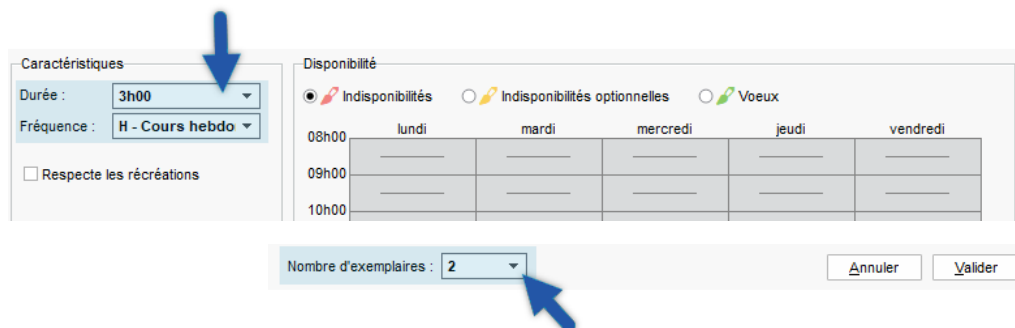 Caractéristiques
Durée : 3h00
Fréquence : H - Cours hebdo
Respecte les récréations
Disponibilité
Indisponibilités Indisponibilités optionnelles Voeux
lundi mardi mercredi jeudi vendredi
08h00
09h00
10h00
Nombre d'exemplaires : 2
Annuler Valider